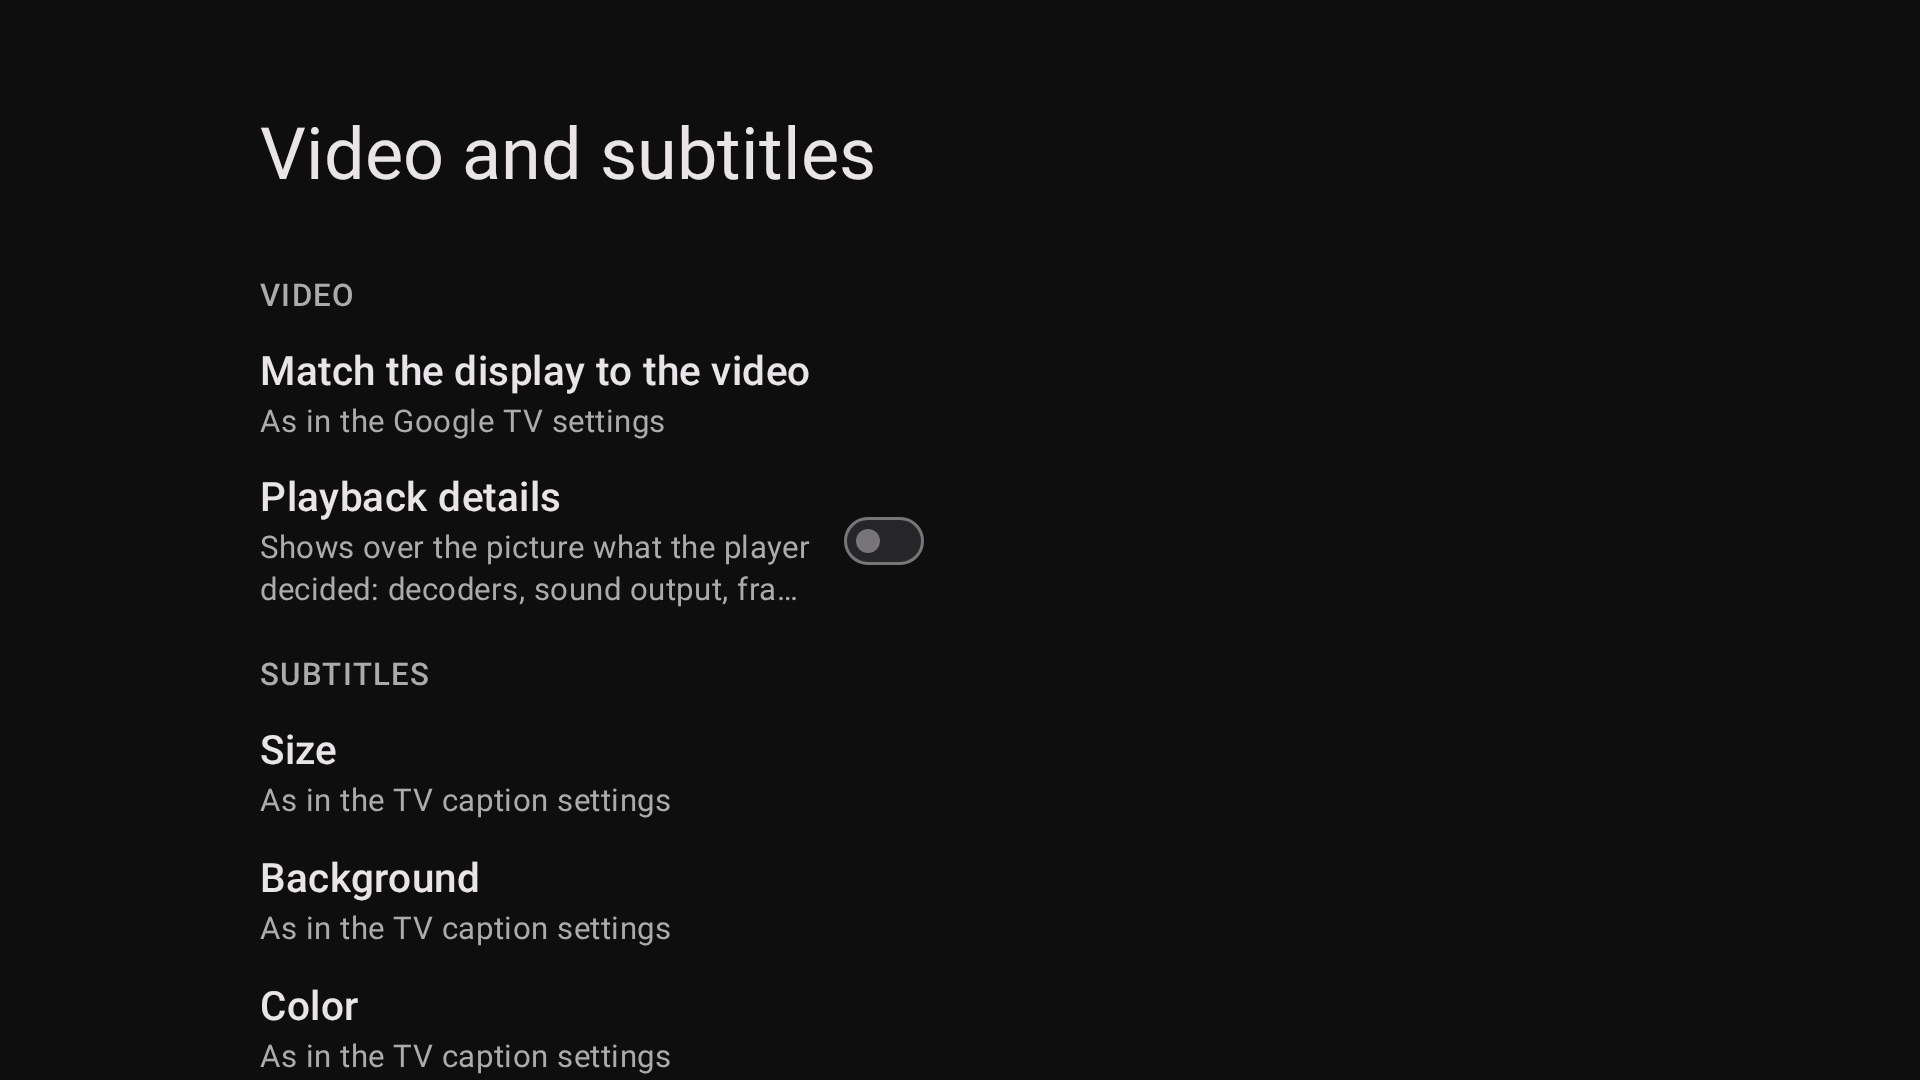 Video and subtitles
VIDEO
Match the display to the video
As in the Google TV settings
Playback details
Shows over the picture what the player
decided: decoders, sound output, fra…
SUBTITLES
Size
As in the TV caption settings
Background
As in the TV caption settings
Color
As in the TV caption settings